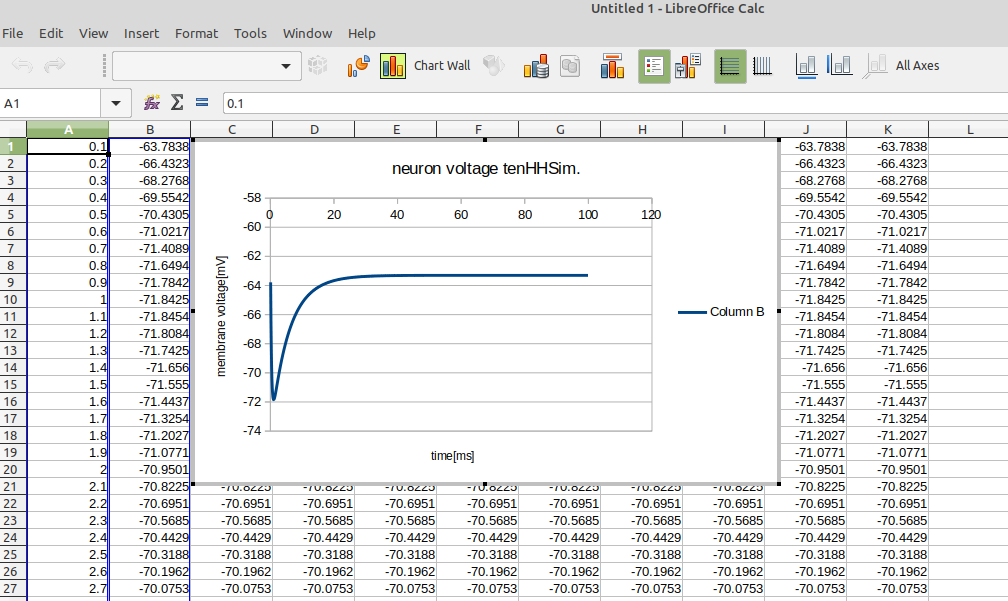 Untitled 1 - LibreOffice Calc
File Edit View Insert Format Tools Window Help
Chart Wall All Axes
A1 fx Σ = 0.1
A B C D E F G H I J K L
1 0.1 -63.7838 -63.7838 -63.7838
2 0.2 -66.4323 -66.4323 -66.4323
3 0.3 -68.2768 -68.2768 -68.2768
4 0.4 -69.5542 -69.5542 -69.5542
5 0.5 -70.4305 -70.4305 -70.4305
6 0.6 -71.0217 -71.0217 -71.0217
7 0.7 -71.4089 -71.4089 -71.4089
8 0.8 -71.6494 -71.6494 -71.6494
9 0.9 -71.7842 -71.7842 -71.7842
10 1 -71.8425 -71.8425 -71.8425
11 1.1 -71.8454 -71.8454 -71.8454
12 1.2 -71.8084 -71.8084 -71.8084
13 1.3 -71.7425 -71.7425 -71.7425
14 1.4 -71.656 -71.656 -71.656
15 1.5 -71.555 -71.555 -71.555
16 1.6 -71.4437 -71.4437 -71.4437
17 1.7 -71.3254 -71.3254 -71.3254
18 1.8 -71.2027 -71.2027 -71.2027
19 1.9 -71.0771 -71.0771 -71.0771
20 2 -70.9501 -70.9501 -70.9501
neuron voltage tenHHSim.
-58
0 20 40 60 80 100 120
-60
-62
-64
-66
-68
-70
-72
-74
membrane voltage[mV]
time[ms]
Column B
21 2.1 -70.8225 -70.8225 -70.8225 -70.8225 -70.8225 -70.8225 -70.8225 -70.8225 -70.8225 -70.8225
22 2.2 -70.6951 -70.6951 -70.6951 -70.6951 -70.6951 -70.6951 -70.6951 -70.6951 -70.6951 -70.6951
23 2.3 -70.5685 -70.5685 -70.5685 -70.5685 -70.5685 -70.5685 -70.5685 -70.5685 -70.5685 -70.5685
24 2.4 -70.4429 -70.4429 -70.4429 -70.4429 -70.4429 -70.4429 -70.4429 -70.4429 -70.4429 -70.4429
25 2.5 -70.3188 -70.3188 -70.3188 -70.3188 -70.3188 -70.3188 -70.3188 -70.3188 -70.3188 -70.3188
26 2.6 -70.1962 -70.1962 -70.1962 -70.1962 -70.1962 -70.1962 -70.1962 -70.1962 -70.1962 -70.1962
27 2.7 -70.0753 -70.0753 -70.0753 -70.0753 -70.0753 -70.0753 -70.0753 -70.0753 -70.0753 -70.0753